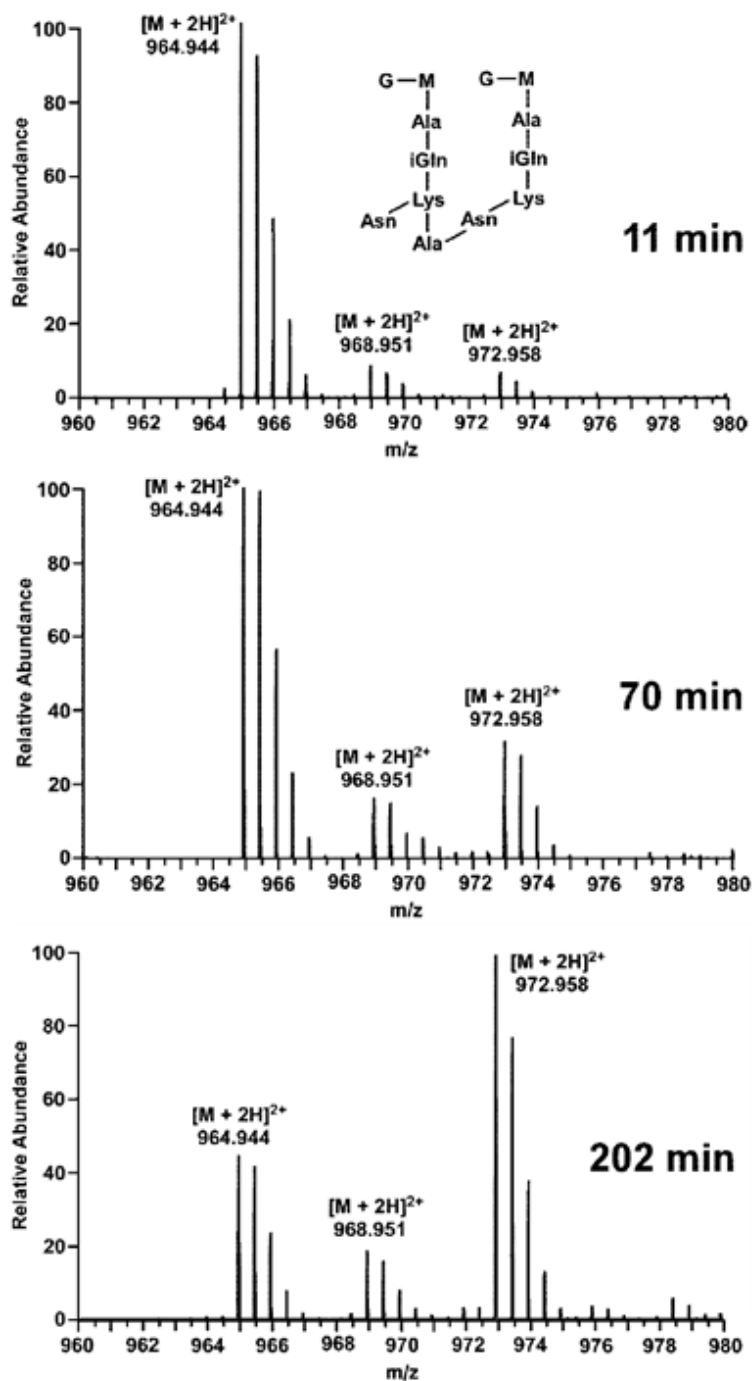 [M + 2H]²⁺
964.944
100
80
60
40
20
0
Relative Abundance
G—M G—M
Ala Ala
iGln iGln
Lys Lys
Asn Asn
Ala
11 min
[M + 2H]²⁺
968.951
[M + 2H]²⁺
972.958
960 962 964 966 968 970 972 974 976 978 980
m/z
[M + 2H]²⁺
964.944
100
80
60
40
20
0
Relative Abundance
70 min
[M + 2H]²⁺
968.951
[M + 2H]²⁺
972.958
960 962 964 966 968 970 972 974 976 978 980
m/z
[M + 2H]²⁺
972.958
100
80
60
40
20
0
Relative Abundance
[M + 2H]²⁺
964.944
[M + 2H]²⁺
968.951
202 min
960 962 964 966 968 970 972 974 976 978 980
m/z